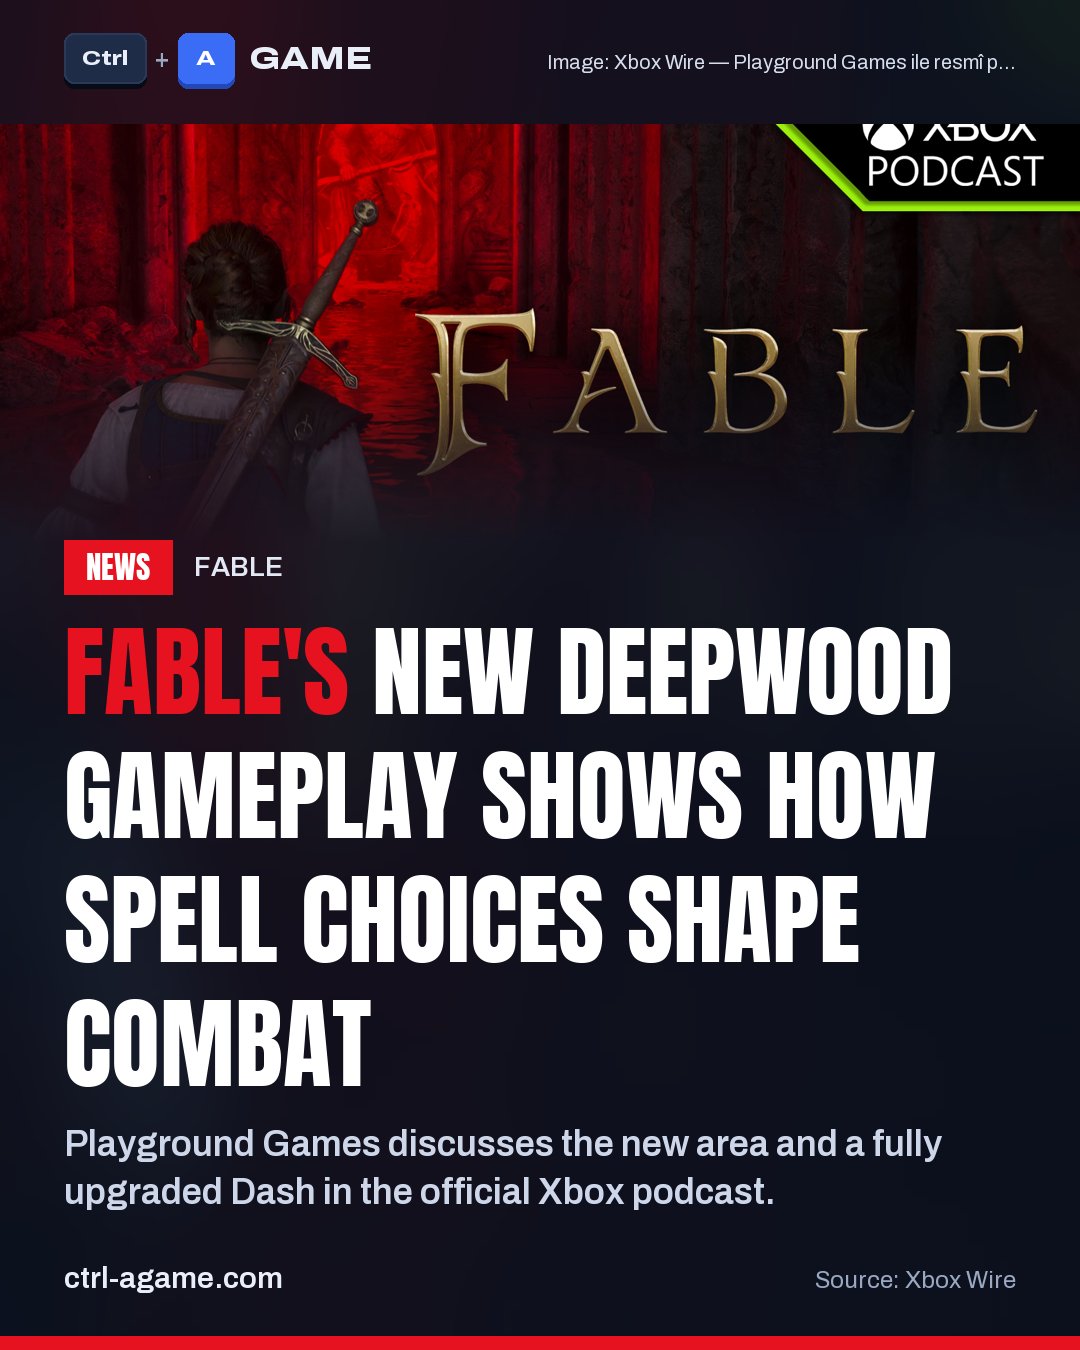 Ctrl + A GAME
Image: Xbox Wire — Playground Games ile resmî p...
XBOX
PODCAST
FABLE
NEWS FABLE
FABLE'S NEW DEEPWOOD
GAMEPLAY SHOWS HOW
SPELL CHOICES SHAPE
COMBAT
Playground Games discusses the new area and a fully
upgraded Dash in the official Xbox podcast.
ctrl-agame.com
Source: Xbox Wire